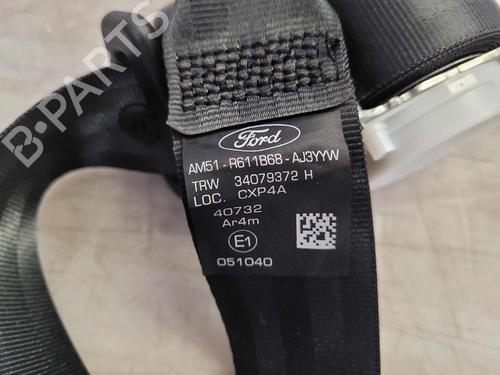 B-PARTS
Ford
AM51-R611B68-AJ3YYW
TRW 34079372 H
LOC. CXP4A
40732
Ar4m
E1
051040